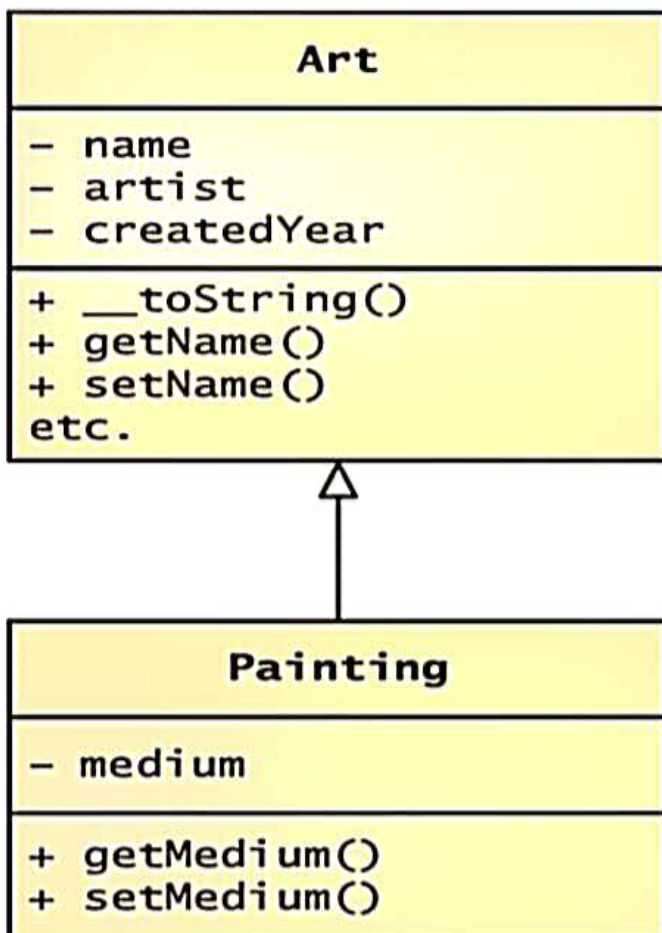 Art
- name
- artist
- createdYear
+ __toString()
+ getName()
+ setName()
etc.
Painting
- medium
+ getMedium()
+ setMedium()